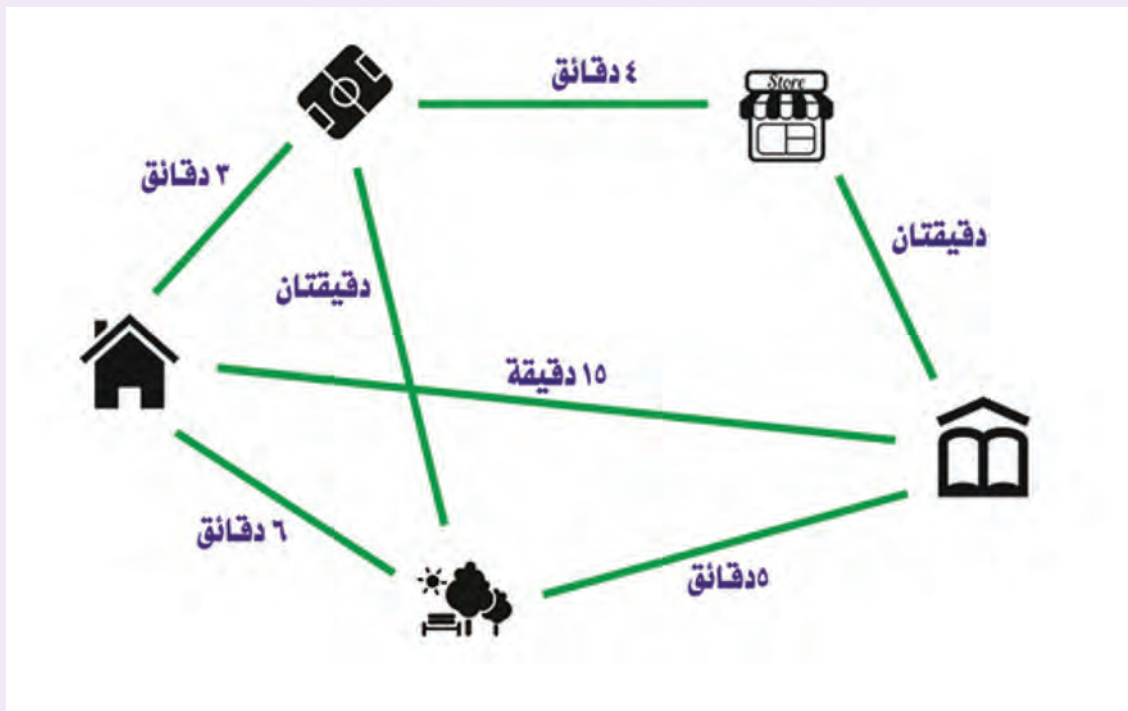 ٤ دقائق
Store
٣ دقائق
دقيقتان
دقيقتان
١٥ دقيقة
٦ دقائق
٥دقائق